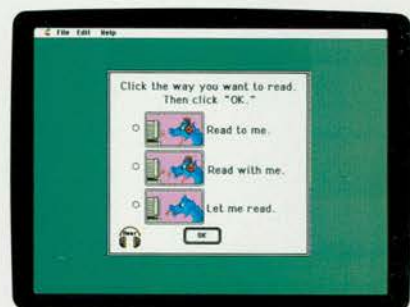 File Edit Help
Click the way you want to read.
Then click "OK."
Read to me.
Read with me.
Let me read.
OK